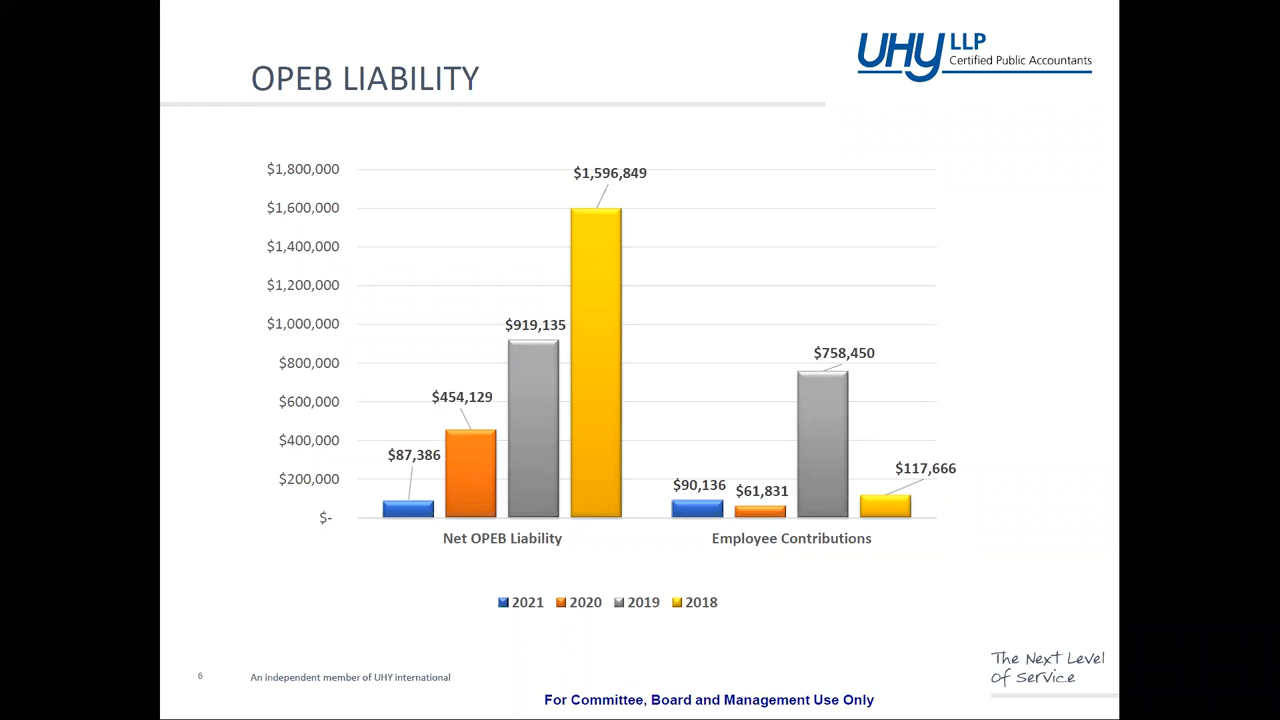 UHY LLP
Certified Public Accountants
OPEB LIABILITY
$1,800,000
$1,600,000
$1,400,000
$1,200,000
$1,000,000
$800,000
$600,000
$400,000
$200,000
$-
$87,386
$454,129
$919,135
$1,596,849
$90,136
$61,831
$758,450
$117,666
Net OPEB Liability
Employee Contributions
2021 2020 2019 2018
The Next Level
of Service
6 An independent member of UHY international
For Committee, Board and Management Use Only